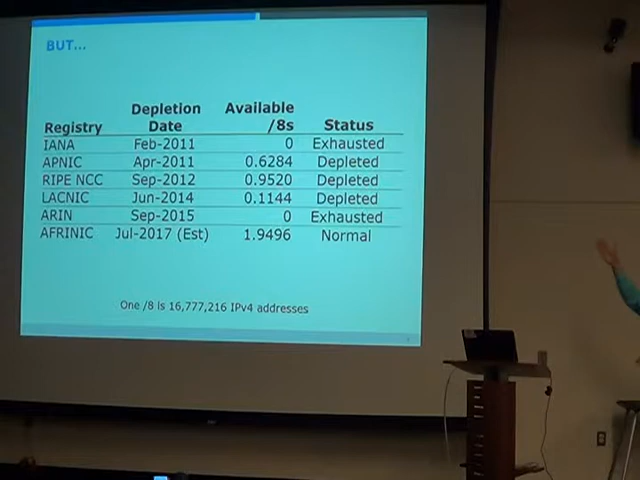 BUT...
Registry Depletion Date Available /8s Status
IANA Feb-2011 0 Exhausted
APNIC Apr-2011 0.6284 Depleted
RIPE NCC Sep-2012 0.9520 Depleted
LACNIC Jun-2014 0.1144 Depleted
ARIN Sep-2015 0 Exhausted
AFRINIC Jul-2017 (Est) 1.9496 Normal
One /8 is 16,777,216 IPv4 addresses